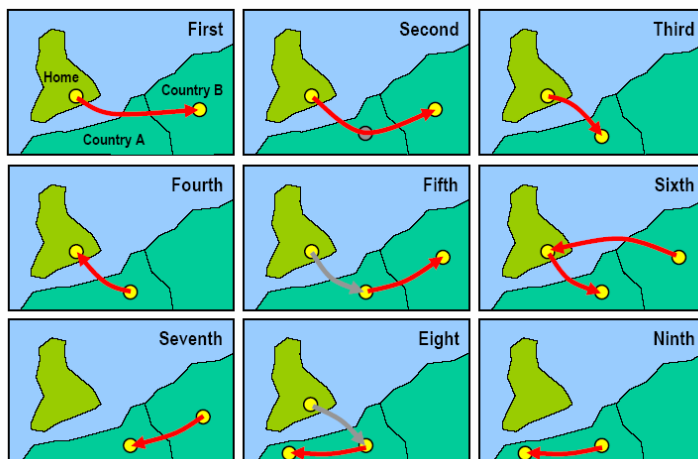 First
Home
Country B
Country A
Second
Third
Fourth
Fifth
Sixth
Seventh
Eight
Ninth